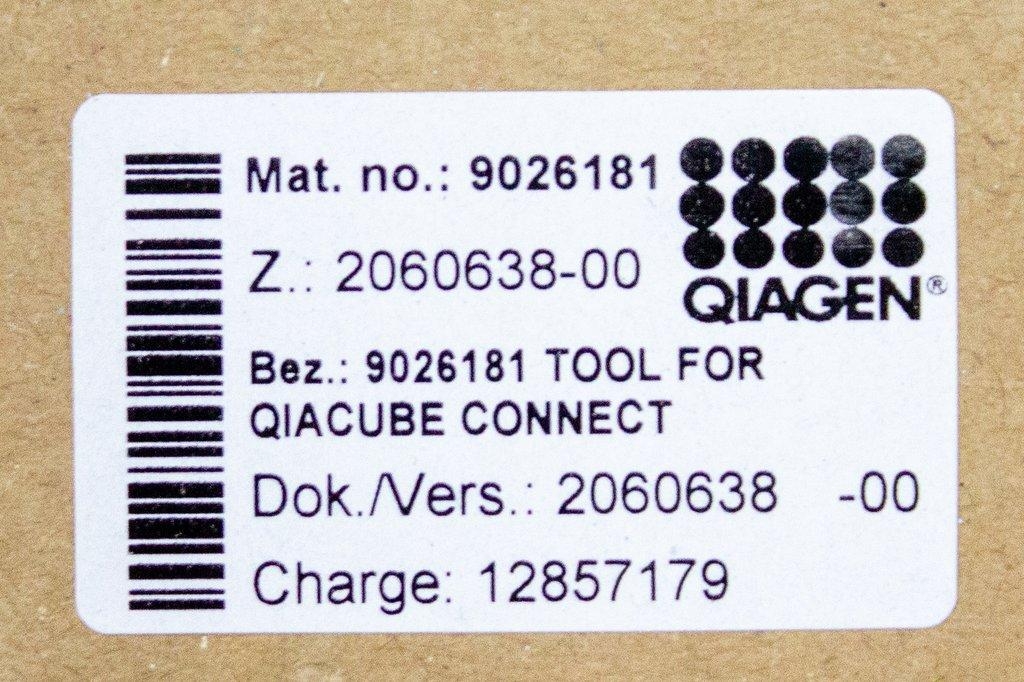 Mat. no.: 9026181
Z.: 2060638-00
QIAGEN®
Bez.: 9026181 TOOL FOR
QIACUBE CONNECT
Dok./Vers.: 2060638 -00
Charge: 12857179